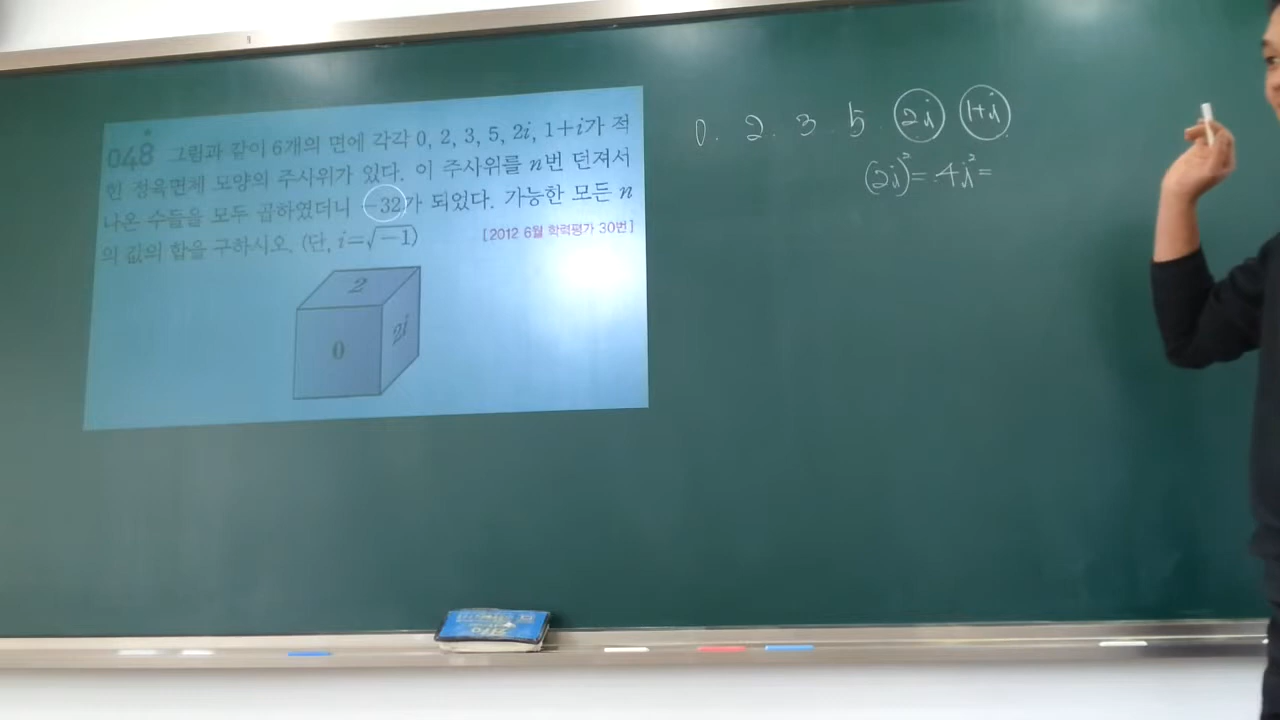 048 그림과 같이 6개의 면에 각각 0, 2, 3, 5, 2i, 1+i가 적
힌 정육면체 모양의 주사위가 있다. 이 주사위를 n번 던져서
나온 수들을 모두 곱하였더니 -32가 되었다. 가능한 모든 n
의 값의 합을 구하시오. (단, i=√-1)
[2012 6월 학력평가 30번]
2
0
2i
0. 2. 3. 5. 2i 1+i
(2i)²= 4i²=